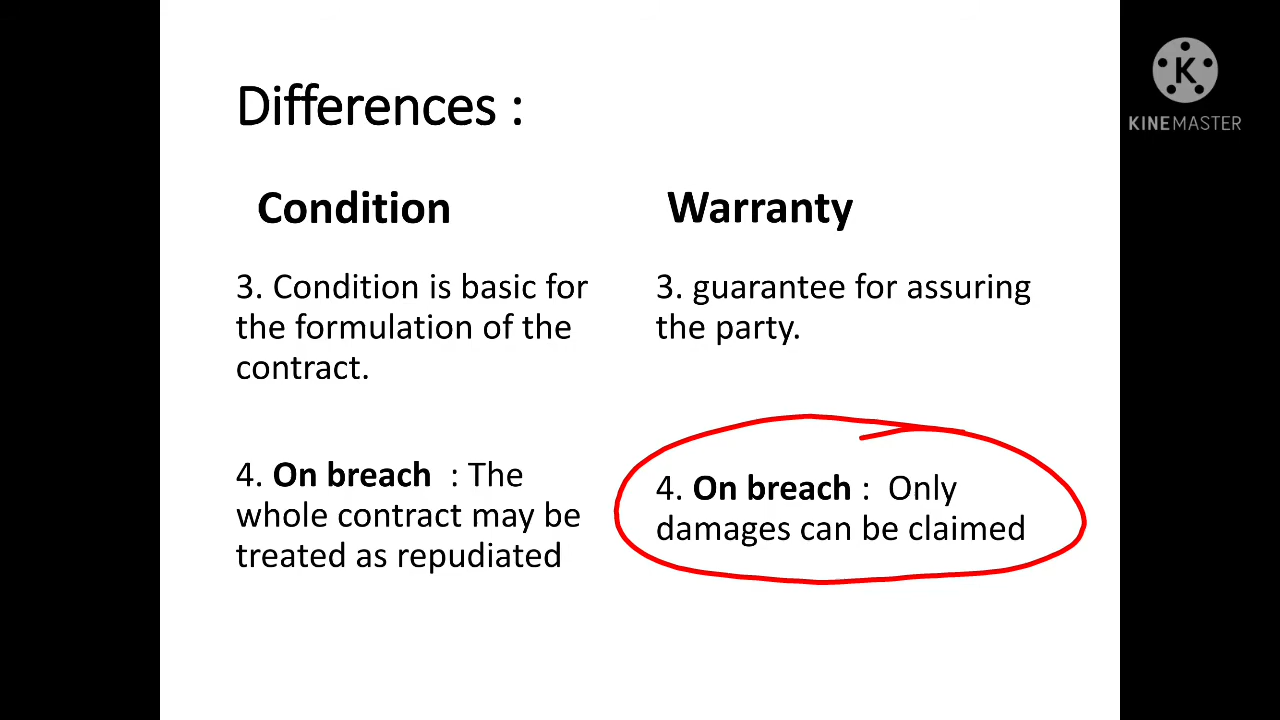 Differences :
Condition
Warranty
3. Condition is basic for
the formulation of the
contract.
3. guarantee for assuring
the party.
4. On breach : The
whole contract may be
treated as repudiated
4. On breach : Only
damages can be claimed
K
KINEMASTER